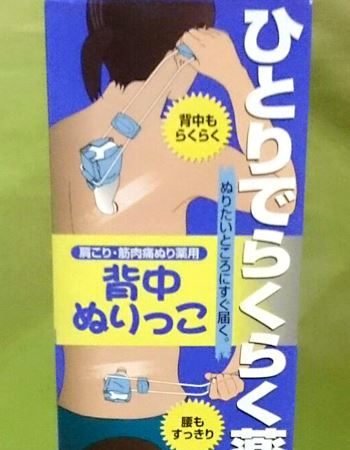 ひとりでらくらく薬
背中も
らくらく
ぬりたいところにすぐ届く。
肩こり・筋肉痛ぬり薬用
背中
ぬりっこ
腰も
すっきり